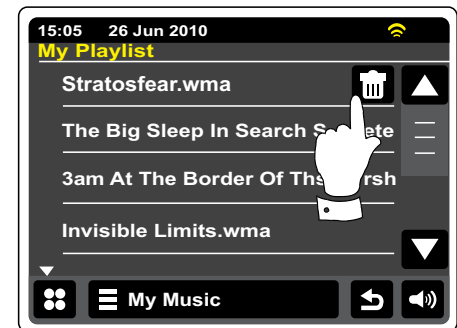 15:05 26 Jun 2010
My Playlist
Stratosfear.wma
The Big Sleep In Search
3am At The Border Of
Invisible Limits.wma
My Music